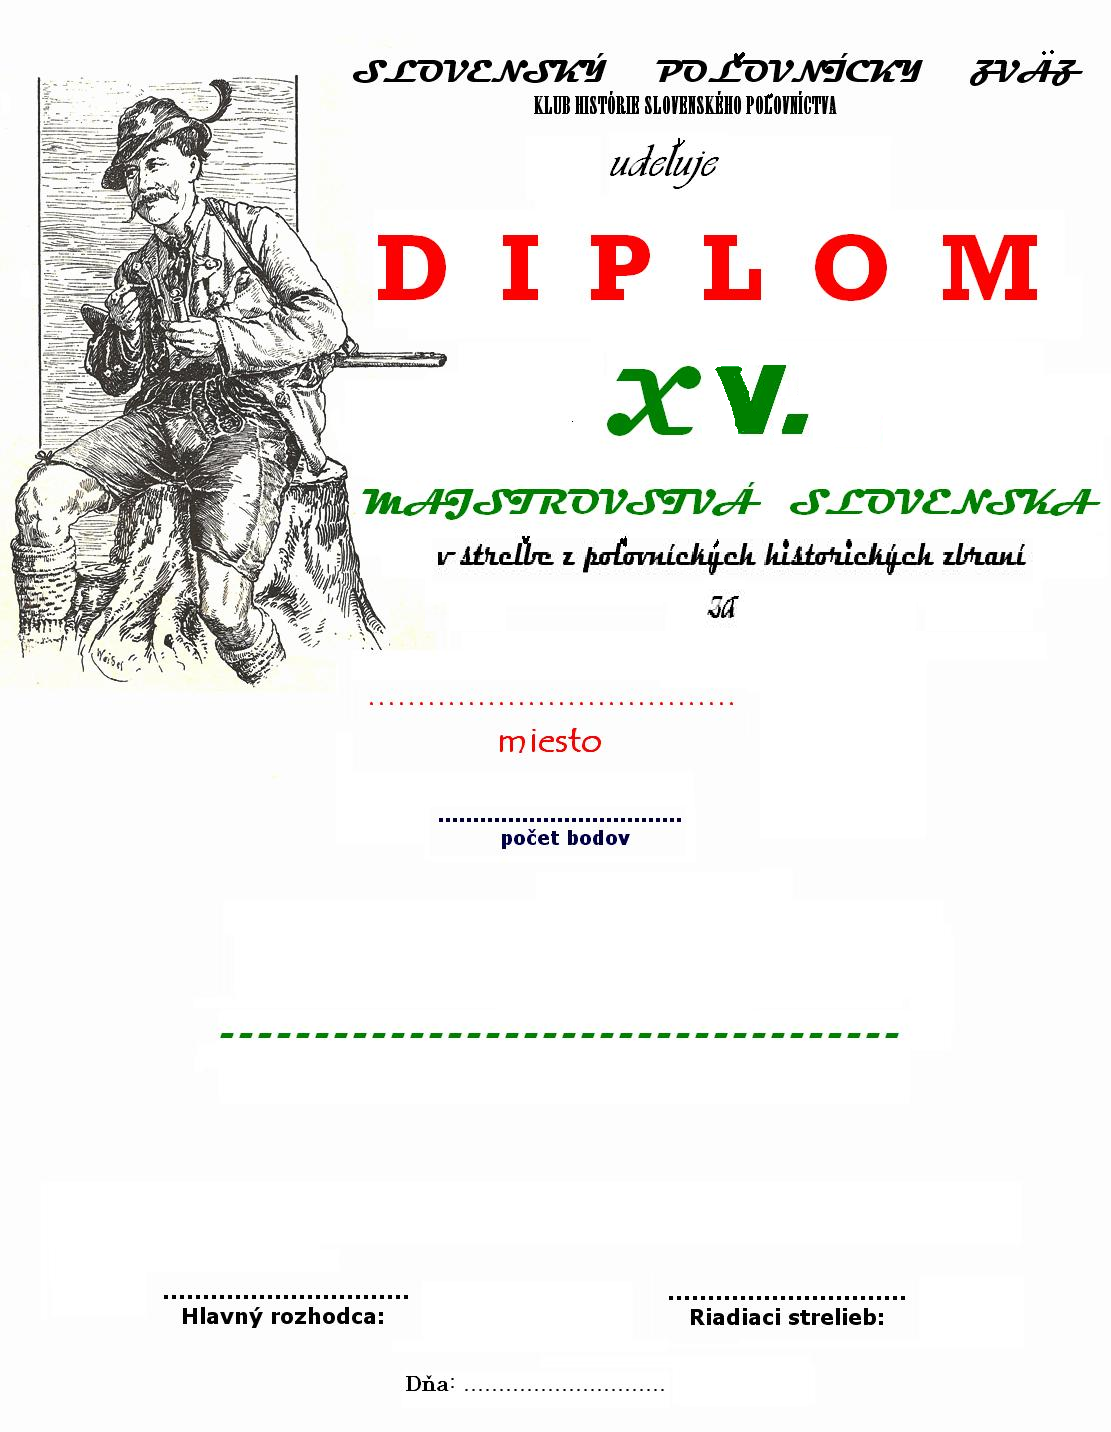 SLOVENSKÝ POĽOVNÍCKY ZVÄZ
KLUB HISTÓRIE SLOVENSKÉHO POĽOVNÍCTVA
udeľuje
DIPLOM
XV.
MAJSTROVSTVÁ SLOVENSKA
v streľbe z poľovníckých historických zbraní
za
....................................
miesto
..................................
počet bodov
------------------------------------
..............................
Hlavný rozhodca:
..............................
Riadiaci strelieb:
Dňa: .............................